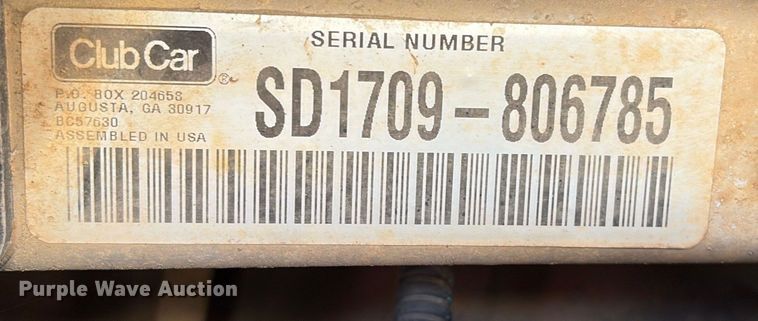 Club Car
®
SERIAL NUMBER
P.O. BOX 204658
AUGUSTA, GA 30917
BC57630
ASSEMBLED IN USA
SD1709-806785
Purple Wave Auction